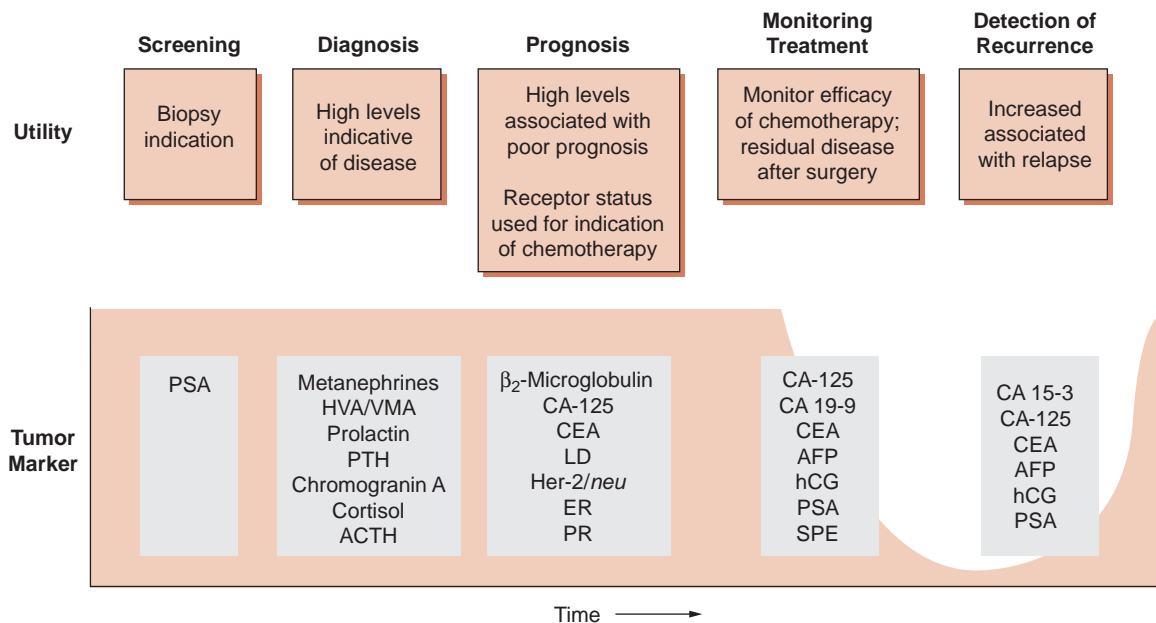 Screening
Diagnosis
Prognosis
Monitoring
Treatment
Detection of
Recurrence
Utility
Biopsy
indication
High levels
indicative
of disease
High levels
associated with
poor prognosis
Receptor status
used for indication
of chemotherapy
Monitor efficacy
of chemotherapy;
residual disease
after surgery
Increased
associated
with relapse
Tumor
Marker
PSA
Metanephrines
HVA/VMA
Prolactin
PTH
Chromogranin A
Cortisol
ACTH
β₂-Microglobulin
CA-125
CEA
LD
Her-2/neu
ER
PR
CA-125
CA 19-9
CEA
AFP
hCG
PSA
SPE
CA 15-3
CA-125
CEA
AFP
hCG
PSA
Time